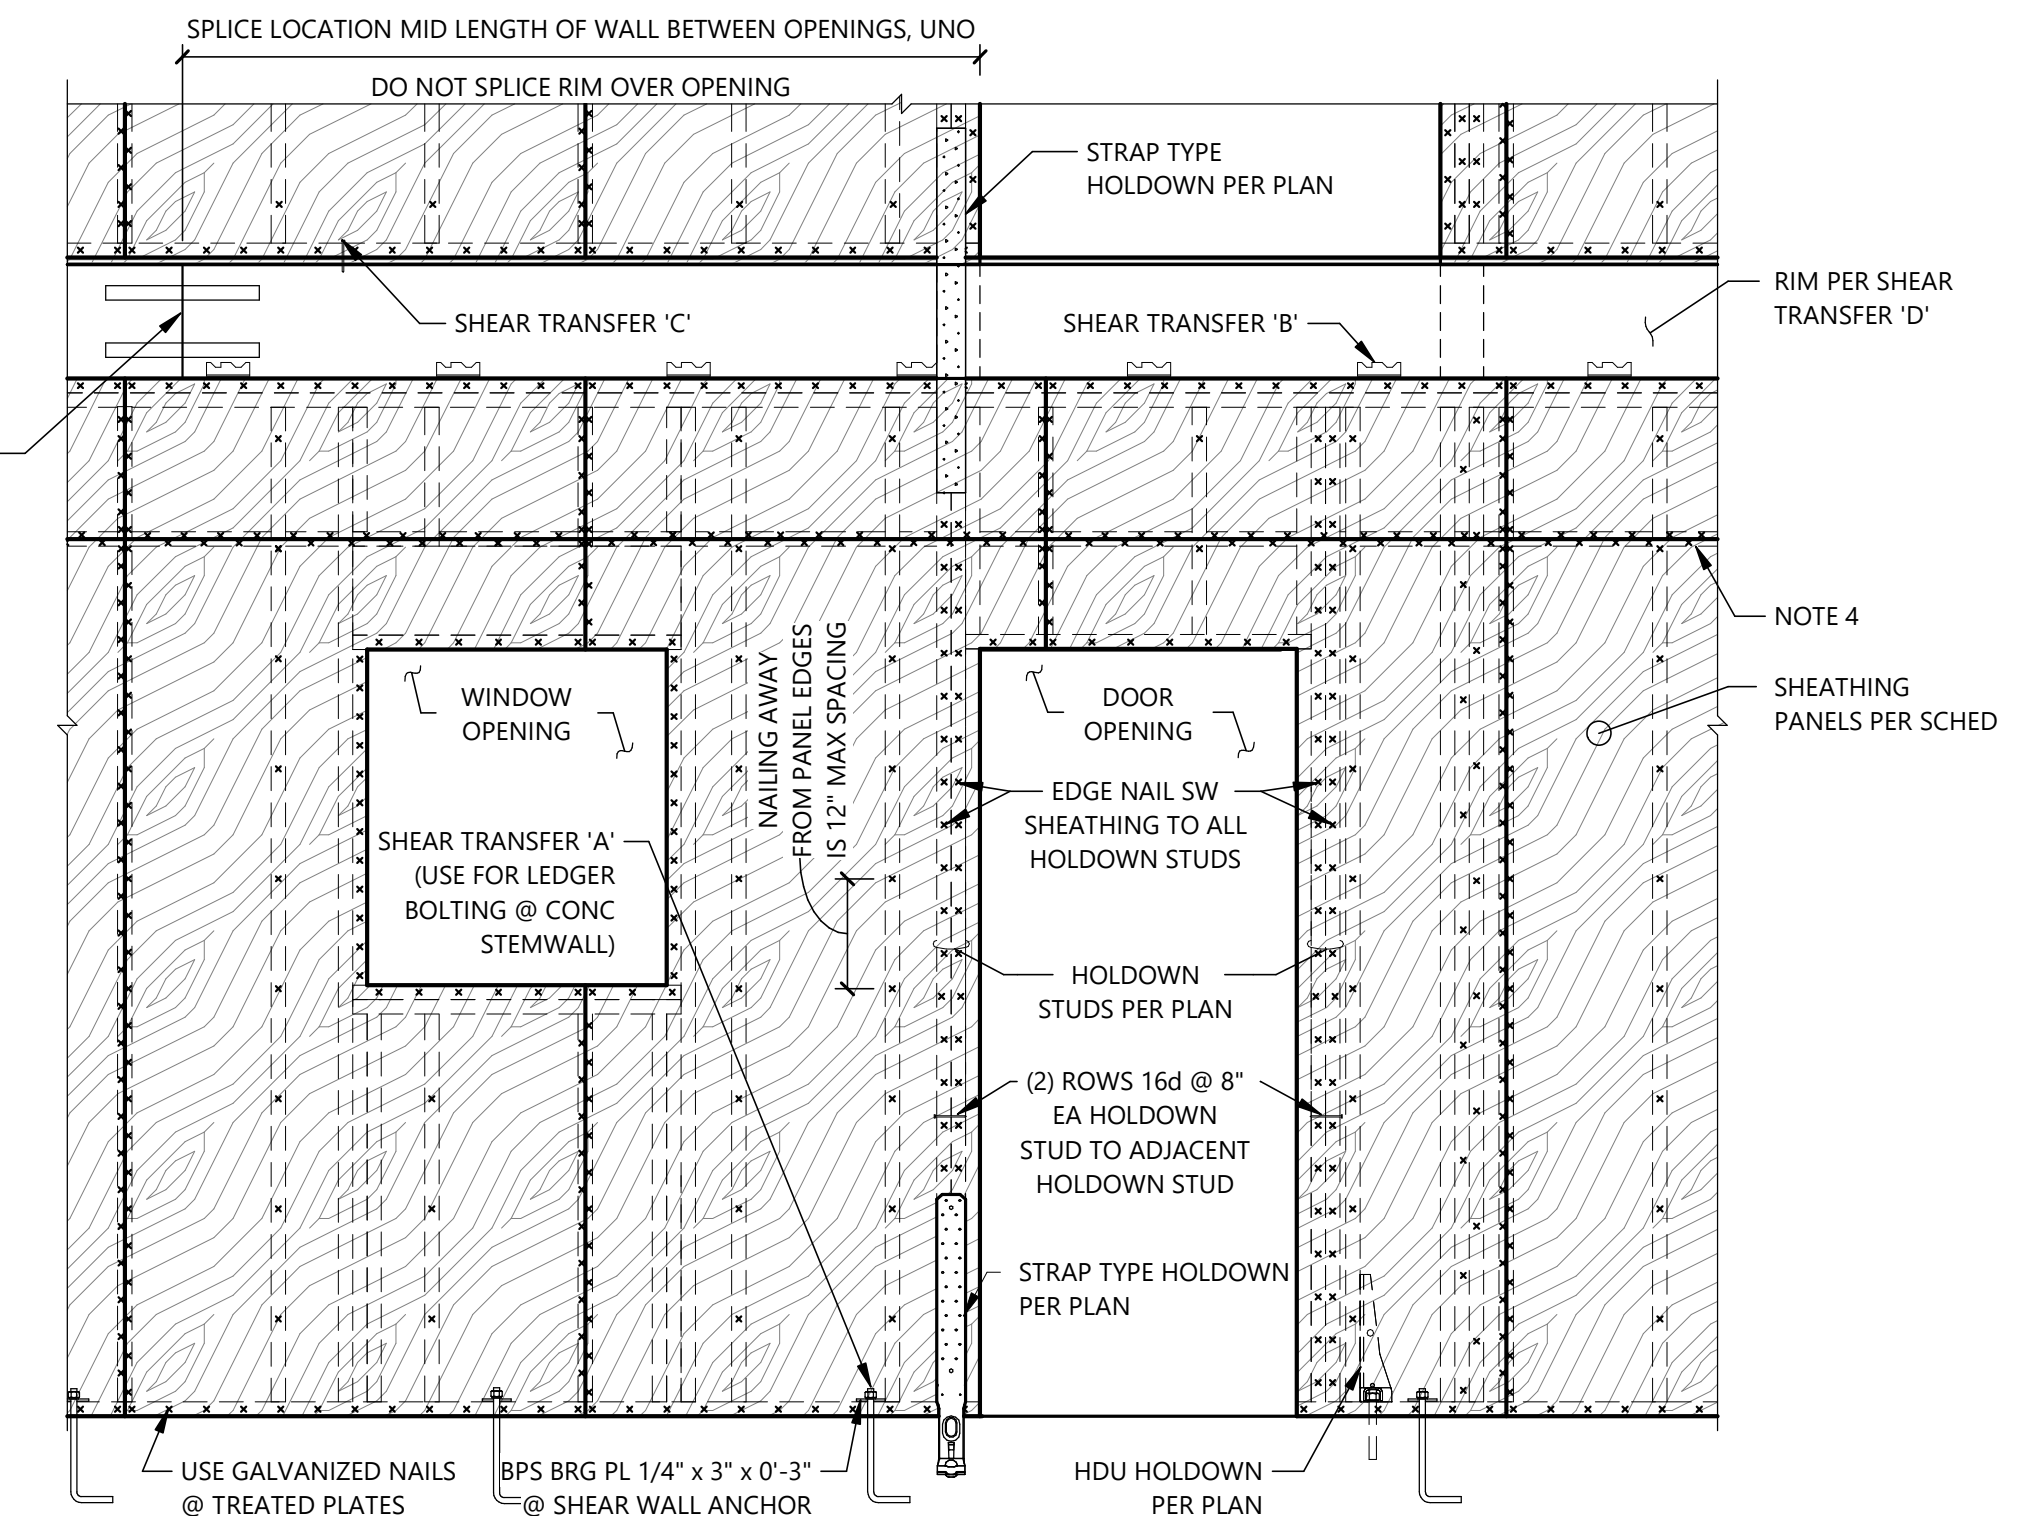 SPLICE LOCATION MID LENGTH OF WALL BETWEEN OPENINGS, UNO
DO NOT SPLICE RIM OVER OPENING
STRAP TYPE
HOLDOWN PER PLAN
RIM PER SHEAR
TRANSFER 'D'
SHEAR TRANSFER 'C'
SHEAR TRANSFER 'B'
NOTE 4
SHEATHING
PANELS PER SCHED
WINDOW
OPENING
NAILING AWAY
FROM PANEL EDGES
IS 12" MAX SPACING
DOOR
OPENING
EDGE NAIL SW
SHEATHING TO ALL
HOLDOWN STUDS
SHEAR TRANSFER 'A'
(USE FOR LEDGER
BOLTING @ CONC
STEMWALL)
HOLDOWN
STUDS PER PLAN
(2) ROWS 16d @ 8"
EA HOLDOWN
STUD TO ADJACENT
HOLDOWN STUD
STRAP TYPE HOLDOWN
PER PLAN
USE GALVANIZED NAILS
@ TREATED PLATES
BPS BRG PL 1/4" x 3" x 0'-3"
@ SHEAR WALL ANCHOR
HDU HOLDOWN
PER PLAN